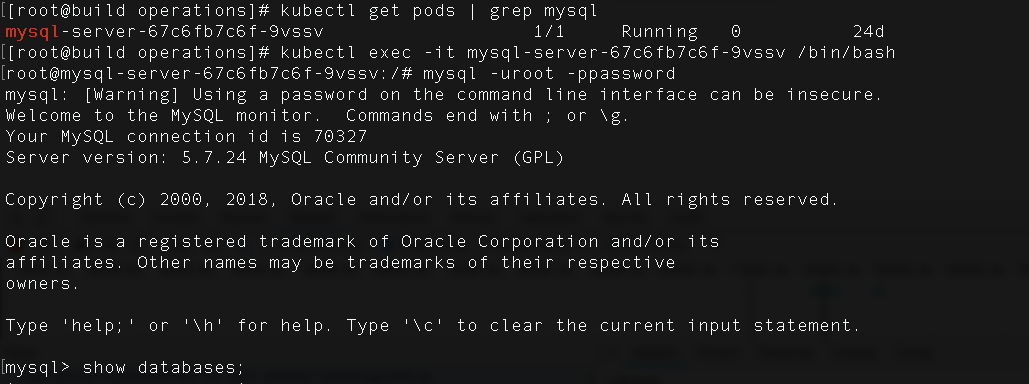 [[root@build operations]# kubectl get pods | grep mysql
mysql-server-67c6fb7c6f-9vssv 1/1 Running 0 24d
[[root@build operations]# kubectl exec -it mysql-server-67c6fb7c6f-9vssv /bin/bash
[root@mysql-server-67c6fb7c6f-9vssv:/# mysql -uroot -ppassword
mysql: [Warning] Using a password on the command line interface can be insecure.
Welcome to the MySQL monitor.  Commands end with ; or \g.
Your MySQL connection id is 70327
Server version: 5.7.24 MySQL Community Server (GPL)
Copyright (c) 2000, 2018, Oracle and/or its affiliates. All rights reserved.
Oracle is a registered trademark of Oracle Corporation and/or its
affiliates. Other names may be trademarks of their respective
owners.
Type 'help;' or '\h' for help. Type '\c' to clear the current input statement.
[mysql> show databases;